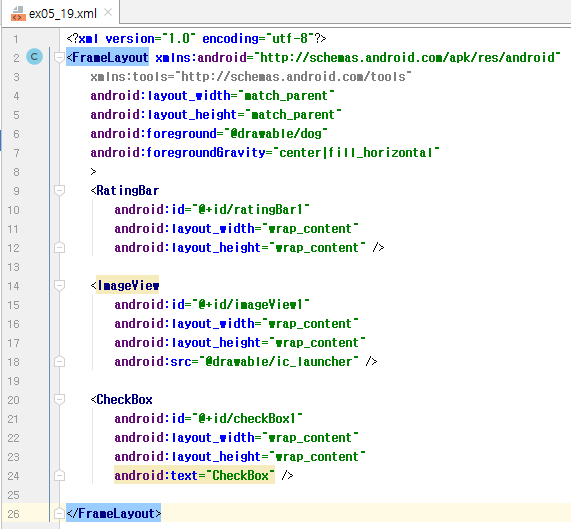 ex05_19.xml
1 <?xml version="1.0" encoding="utf-8"?>
2 <FrameLayout xmlns:android="http://schemas.android.com/apk/res/android"
3 xmlns:tools="http://schemas.android.com/tools"
4 android:layout_width="match_parent"
5 android:layout_height="match_parent"
6 android:foreground="@drawable/dog"
7 android:foregroundGravity="center|fill_horizontal"
8 >
9 <RatingBar
10 android:id="@+id/ratingBar1"
11 android:layout_width="wrap_content"
12 android:layout_height="wrap_content" />
13
14 <ImageView
15 android:id="@+id/imageView1"
16 android:layout_width="wrap_content"
17 android:layout_height="wrap_content"
18 android:src="@drawable/ic_launcher" />
19
20 <CheckBox
21 android:id="@+id/checkBox1"
22 android:layout_width="wrap_content"
23 android:layout_height="wrap_content"
24 android:text="CheckBox" />
25
26 </FrameLayout>